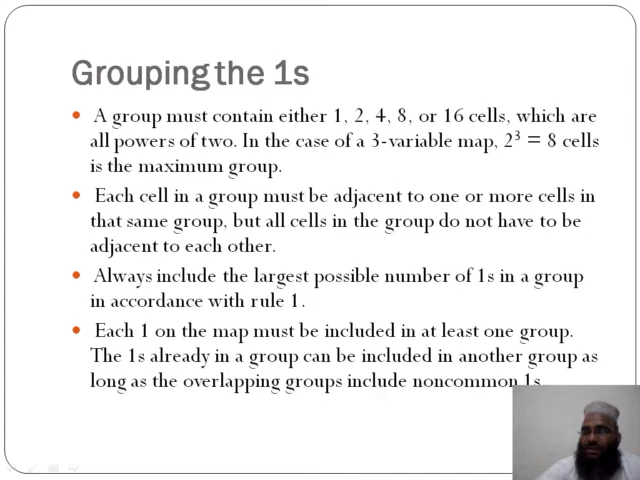 Grouping the 1s
A group must contain either 1, 2, 4, 8, or 16 cells, which are
all powers of two. In the case of a 3-variable map, 2³ = 8 cells
is the maximum group.
Each cell in a group must be adjacent to one or more cells in
that same group, but all cells in the group do not have to be
adjacent to each other.
Always include the largest possible number of 1s in a group
in accordance with rule 1.
Each 1 on the map must be included in at least one group.
The 1s already in a group can be included in another group as
long as the overlapping groups include noncommon 1s